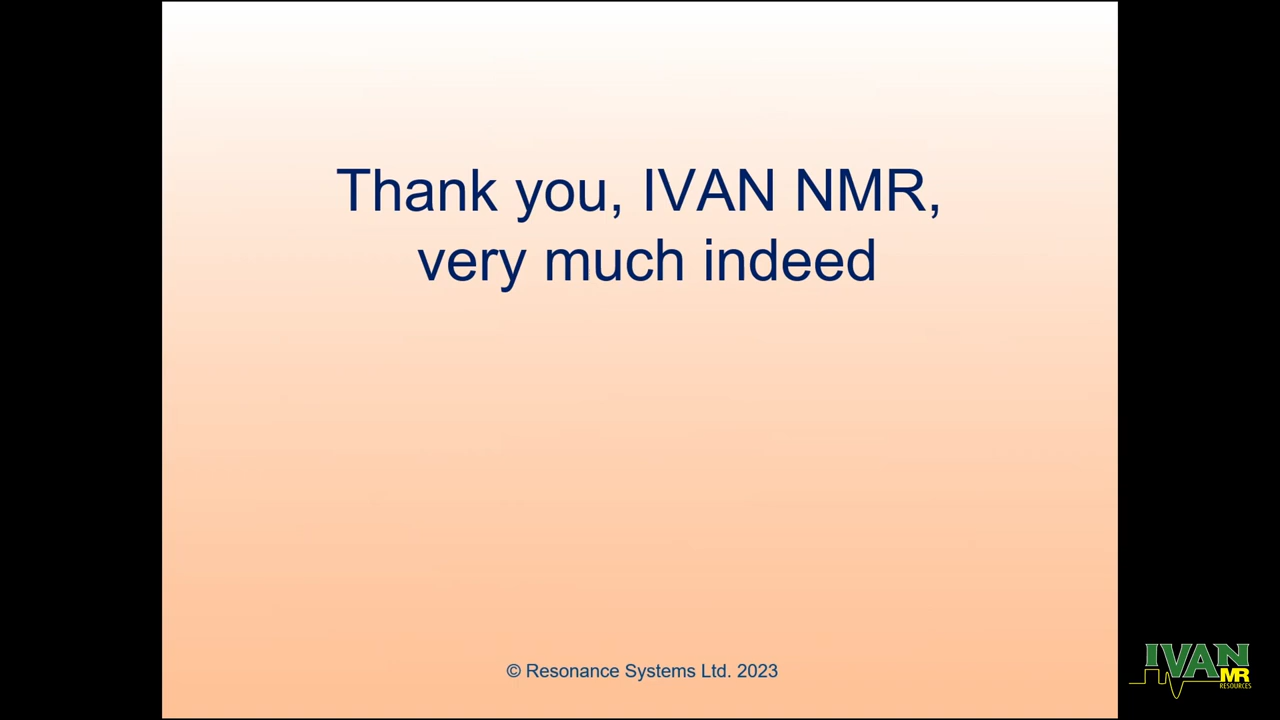 Thank you, IVAN NMR,
very much indeed
© Resonance Systems Ltd. 2023
IVAN
MR
RESOURCES